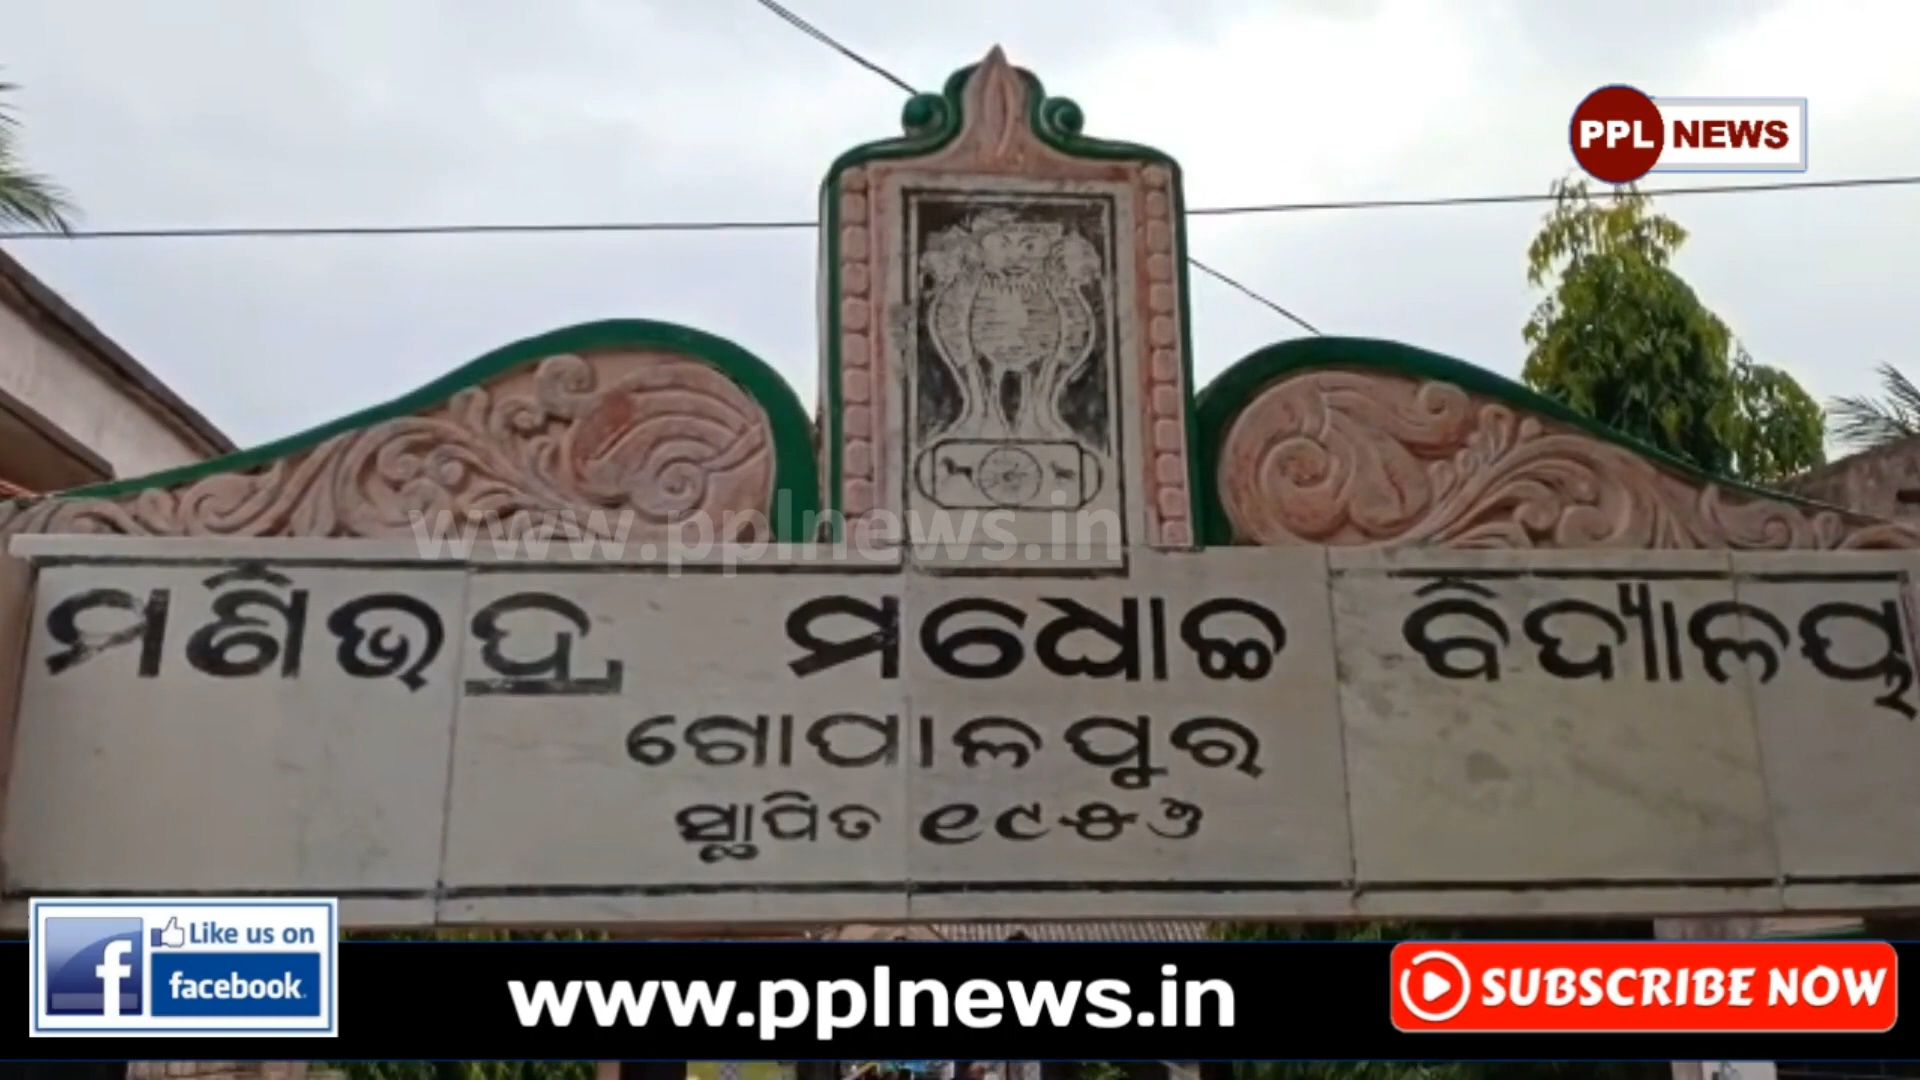 PPL NEWS
www.pplnews.in
ମଣିଭଦ୍ର ମଧୋଇ ବିଦ୍ୟାଳୟ
ଗୋପାଳପୁର
ସ୍ଥାପିତ ୧୯୫୬
Like us on
facebook.
www.pplnews.in
SUBSCRIBE NOW